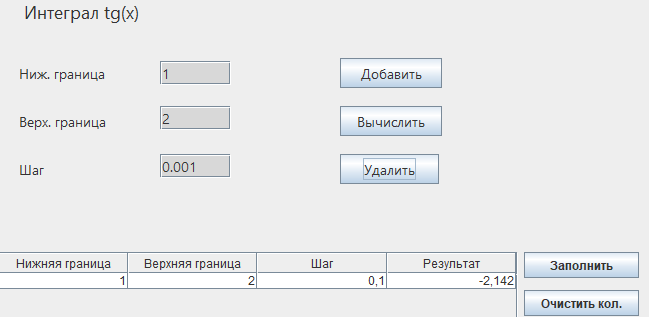 Интеграл tg(x)
Ниж. граница 1 Добавить
Верх. граница 2 Вычислить
Шаг 0.001 Удалить
Нижняя граница Верхняя граница Шаг Результат Заполнить
1 2 0,1 -2,142
Очистить кол.